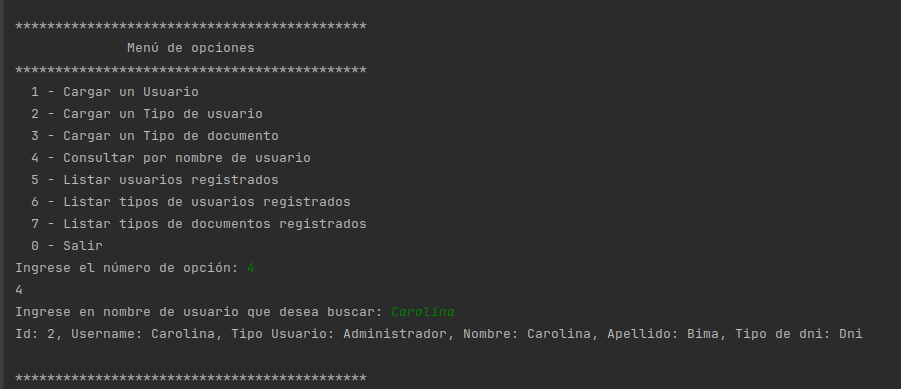 ********************************************
Menú de opciones
********************************************
1 - Cargar un Usuario
2 - Cargar un Tipo de usuario
3 - Cargar un Tipo de documento
4 - Consultar por nombre de usuario
5 - Listar usuarios registrados
6 - Listar tipos de usuarios registrados
7 - Listar tipos de documentos registrados
0 - Salir
Ingrese el número de opción: 4
4
Ingrese en nombre de usuario que desea buscar: Carolina
Id: 2, Username: Carolina, Tipo Usuario: Administrador, Nombre: Carolina, Apellido: Bima, Tipo de dni: Dni
********************************************